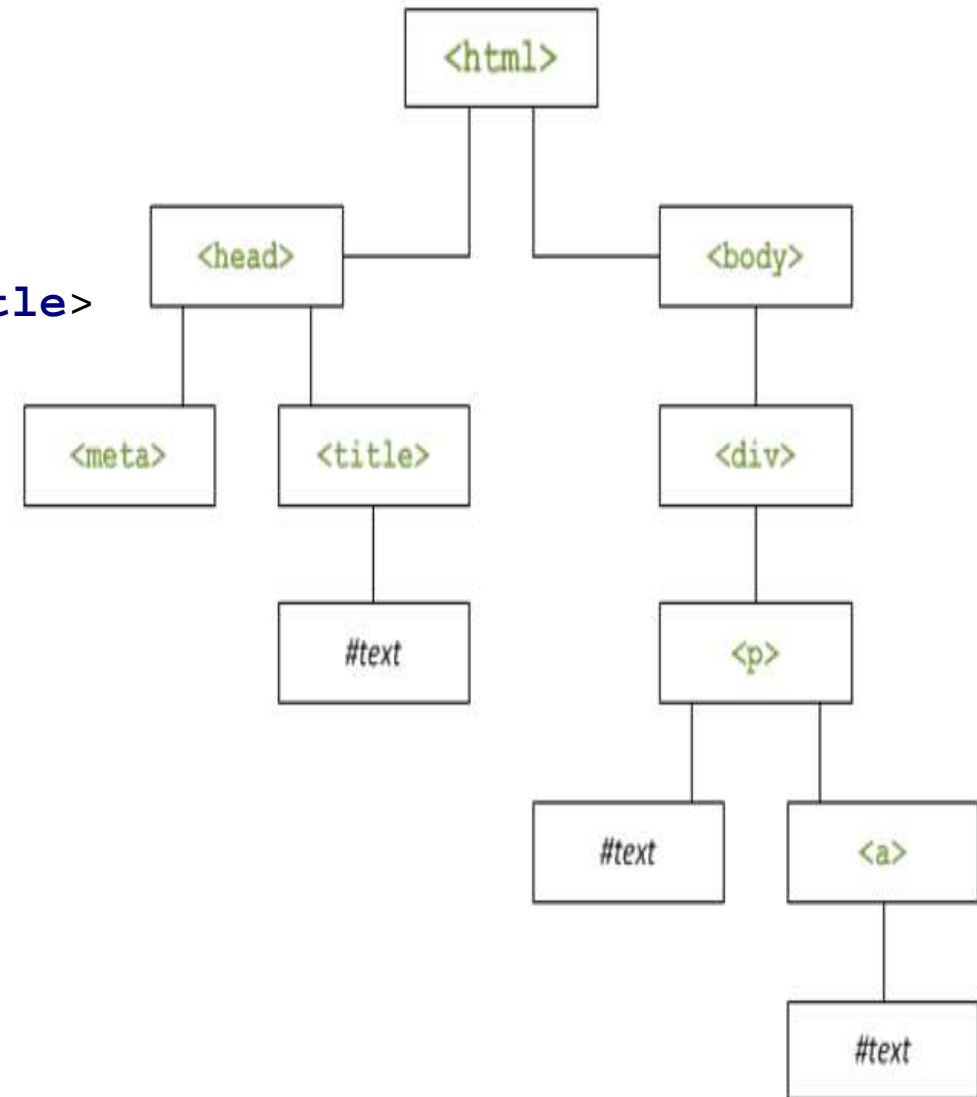 <html>
<head>
<body>
tle>
<meta>
<title>
<div>
#text
<p>
#text
<a>
#text